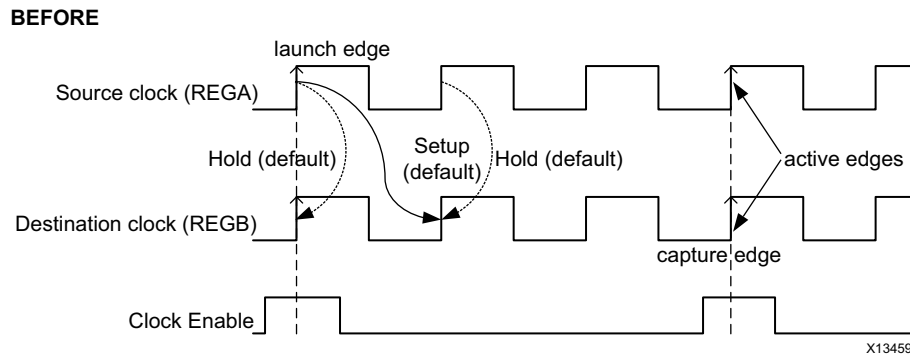 BEFORE
launch edge
Source clock (REGA)
Hold (default)
Setup
(default)
Hold (default)
active edges
Destination clock (REGB)
capture edge
Clock Enable
X13459